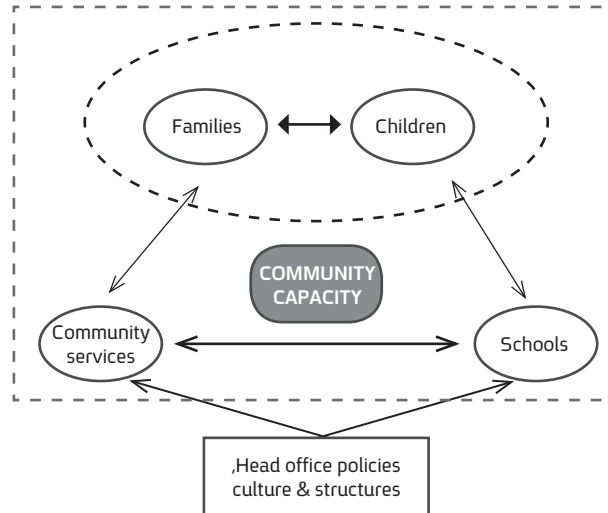 Families
Children
COMMUNITY
CAPACITY
Community
services
Schools
,Head office policies
culture & structures